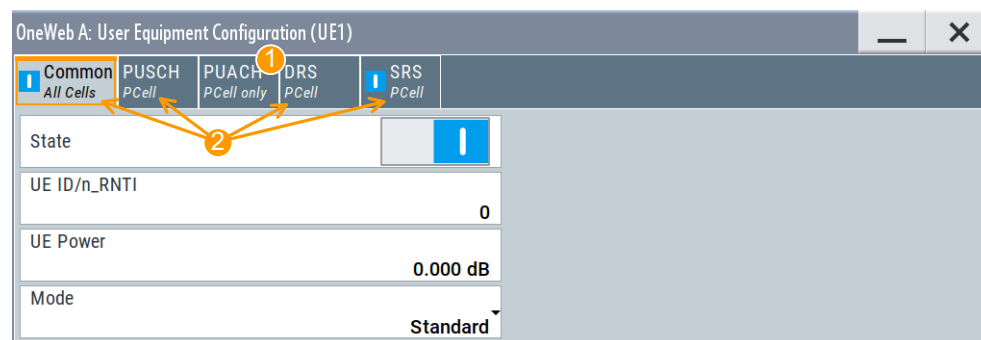 OneWeb A: User Equipment Configuration (UE1)
1
Common PUSCH PUACH DRS SRS
All Cells PCell PCell only PCell PCell
2
State
UE ID/n_RNTI
0
UE Power
0.000 dB
Mode
Standard